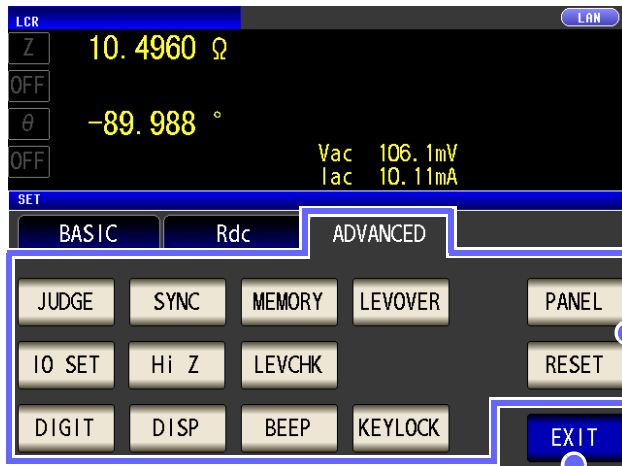 LCR LAN
Z 10.4960 Ω
OFF
θ -89.988 °
OFF Vac 106.1mV
Iac 10.11mA
SET
BASIC Rdc ADVANCED
JUDGE SYNC MEMORY LEVOVER PANEL
IO SET Hi Z LEVCHK RESET
DIGIT DISP BEEP KEYLOCK EXIT